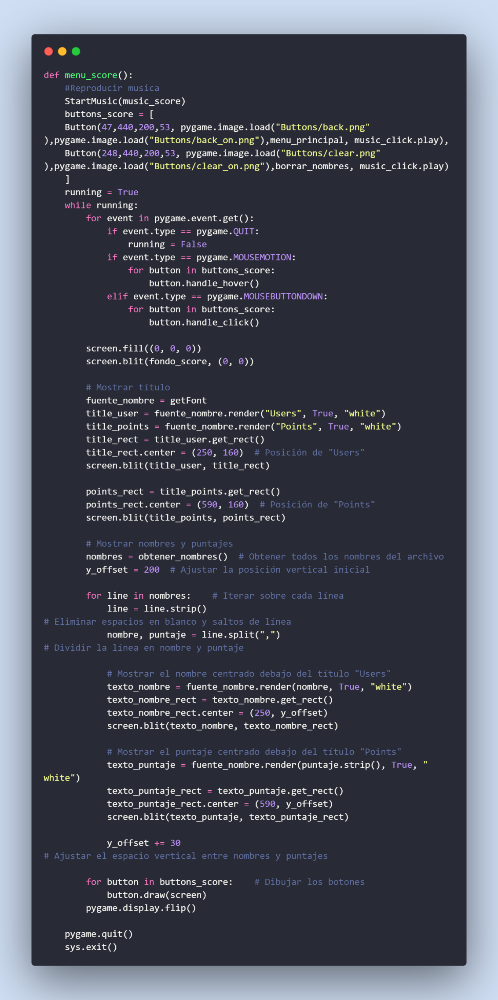 def menu_score():
    #Reproducir musica
    StartMusic(music_score)
    buttons_score = [
    Button(47,440,200,53, pygame.image.load("Buttons/back.png"
),pygame.image.load("Buttons/back_on.png"),menu_principal, music_click.play),
    Button(248,440,200,53, pygame.image.load("Buttons/clear.png"
),pygame.image.load("Buttons/clear_on.png"),borrar_nombres, music_click.play)
    ]
    running = True
    while running:
        for event in pygame.event.get():
            if event.type == pygame.QUIT:
                running = False
            if event.type == pygame.MOUSEMOTION:
                for button in buttons_score:
                    button.handle_hover()
            elif event.type == pygame.MOUSEBUTTONDOWN:
                for button in buttons_score:
                    button.handle_click()

        screen.fill((0, 0, 0))
        screen.blit(fondo_score, (0, 0))

        # Mostrar título
        fuente_nombre = getFont
        title_user = fuente_nombre.render("Users", True, "white")
        title_points = fuente_nombre.render("Points", True, "white")
        title_rect = title_user.get_rect()
        title_rect.center = (250, 160)  # Posición de "Users"
        screen.blit(title_user, title_rect)

        points_rect = title_points.get_rect()
        points_rect.center = (590, 160)  # Posición de "Points"
        screen.blit(title_points, points_rect)

        # Mostrar nombres y puntajes
        nombres = obtener_nombres()  # Obtener todos los nombres del archivo
        y_offset = 200  # Ajustar la posición vertical inicial

        for line in nombres:    # Iterar sobre cada línea
            line = line.strip()
# Eliminar espacios en blanco y saltos de línea
            nombre, puntaje = line.split(",")
# Dividir la línea en nombre y puntaje

            # Mostrar el nombre centrado debajo del título "Users"
            texto_nombre = fuente_nombre.render(nombre, True, "white")
            texto_nombre_rect = texto_nombre.get_rect()
            texto_nombre_rect.center = (250, y_offset)
            screen.blit(texto_nombre, texto_nombre_rect)

            # Mostrar el puntaje centrado debajo del título "Points"
            texto_puntaje = fuente_nombre.render(puntaje.strip(), True, "
white")
            texto_puntaje_rect = texto_puntaje.get_rect()
            texto_puntaje_rect.center = (590, y_offset)
            screen.blit(texto_puntaje, texto_puntaje_rect)

            y_offset += 30
# Ajustar el espacio vertical entre nombres y puntajes

        for button in buttons_score:    # Dibujar los botones
            button.draw(screen)
        pygame.display.flip()

    pygame.quit()
    sys.exit()